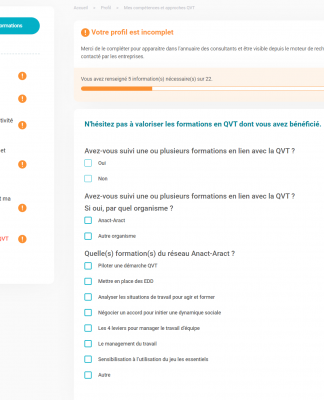 Accueil > Profil > Mes compétences en approches QVT
ormations
Votre profil est incomplet
Merci de le compléter pour apparaitre dans l'annuaire des consultants et être visible depuis le moteur de rech
contacté par les entreprises.
Vous avez renseigné 5 information(s) nécessaire(s) sur 22.
ctivité
et
t ma
QVT
N'hésitez pas à valoriser les formations en QVT dont vous avez bénéficié.
Avez-vous suivi une ou plusieurs formations en lien avec la QVT ?
Oui
Non
Avez-vous suivi une ou plusieurs formations en lien avec la QVT ?
Si oui, par quel organisme ?
Anact-Aract
Autre organisme
Quelle(s) formation(s) du réseau Anact-Aract ?
Piloter une démarche QVT
Mettre en place des EDD
Analyser les situations de travail pour agir et former
Négocier un accord pour initier une dynamique sociale
Les 4 leviers pour manager le travail d'équipe
Le management du travail
Sensibilisation à l'utilisation du jeu les essentiels
Autre